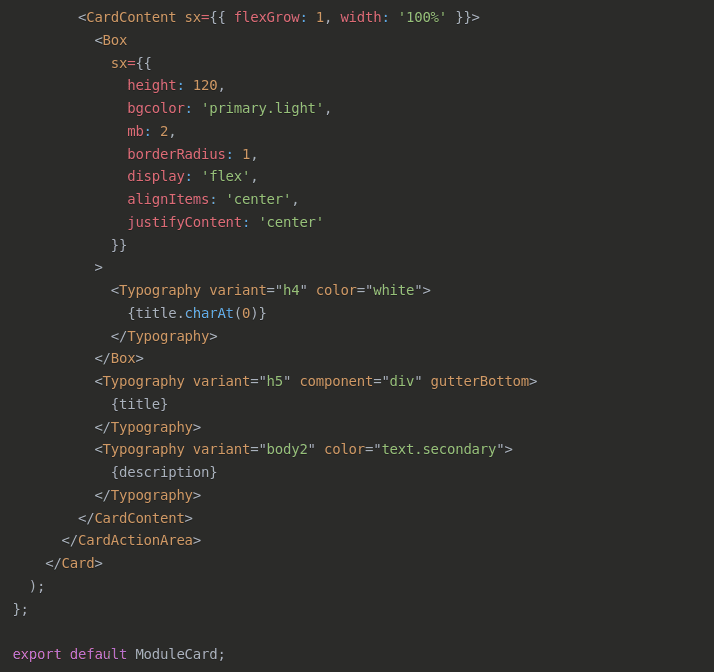 <CardContent sx={{ flexGrow: 1, width: '100%' }}>
          <Box
            sx={{
              height: 120,
              bgcolor: 'primary.light',
              mb: 2,
              borderRadius: 1,
              display: 'flex',
              alignItems: 'center',
              justifyContent: 'center'
            }}
          >
            <Typography variant="h4" color="white">
              {title.charAt(0)}
            </Typography>
          </Box>
          <Typography variant="h5" component="div" gutterBottom>
            {title}
          </Typography>
          <Typography variant="body2" color="text.secondary">
            {description}
          </Typography>
        </CardContent>
      </CardActionArea>
    </Card>
  );
};

export default ModuleCard;